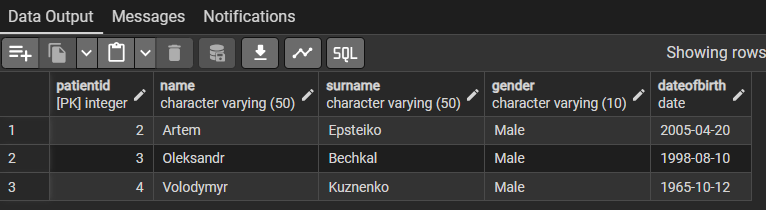 Data Output Messages Notifications
SQL Showing rows
patientid name surname gender dateofbirth
[PK] integer character varying (50) character varying (50) character varying (10) date
1 2 Artem Epsteiko Male 2005-04-20
2 3 Oleksandr Bechkal Male 1998-08-10
3 4 Volodymyr Kuznenko Male 1965-10-12